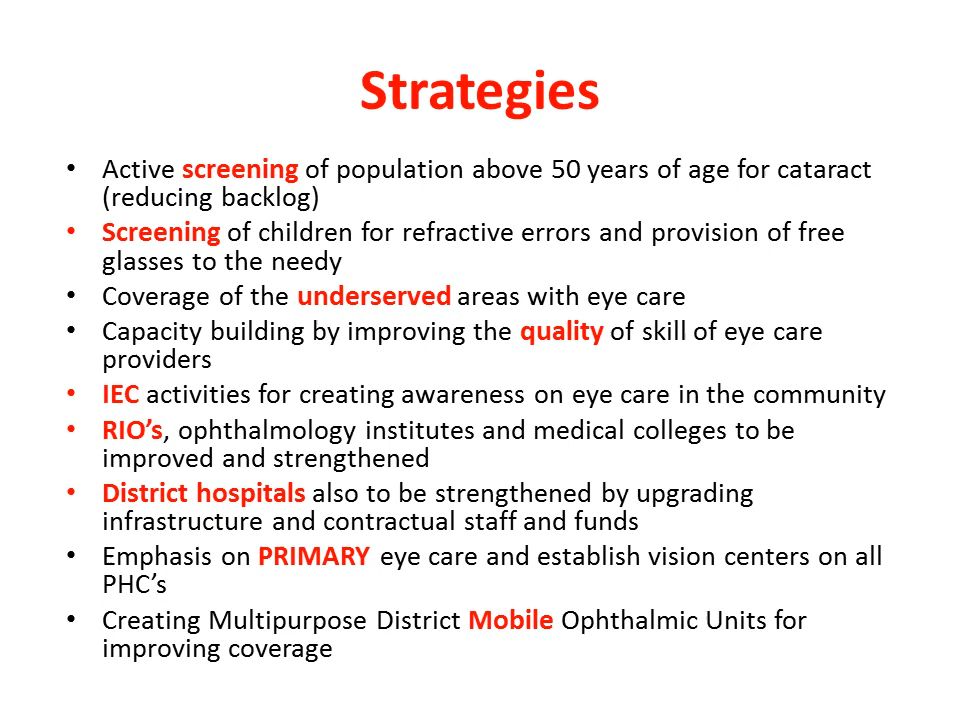 Strategies
• Active screening of population above 50 years of age for cataract
(reducing backlog)
• Screening of children for refractive errors and provision of free
glasses to the needy
• Coverage of the underserved areas with eye care
• Capacity building by improving the quality of skill of eye care
providers
• IEC activities for creating awareness on eye care in the community
• RIO’s, ophthalmology institutes and medical colleges to be
improved and strengthened
• District hospitals also to be strengthened by upgrading
infrastructure and contractual staff and funds
• Emphasis on PRIMARY eye care and establish vision centers on all
PHC’s
• Creating Multipurpose District Mobile Ophthalmic Units for
improving coverage